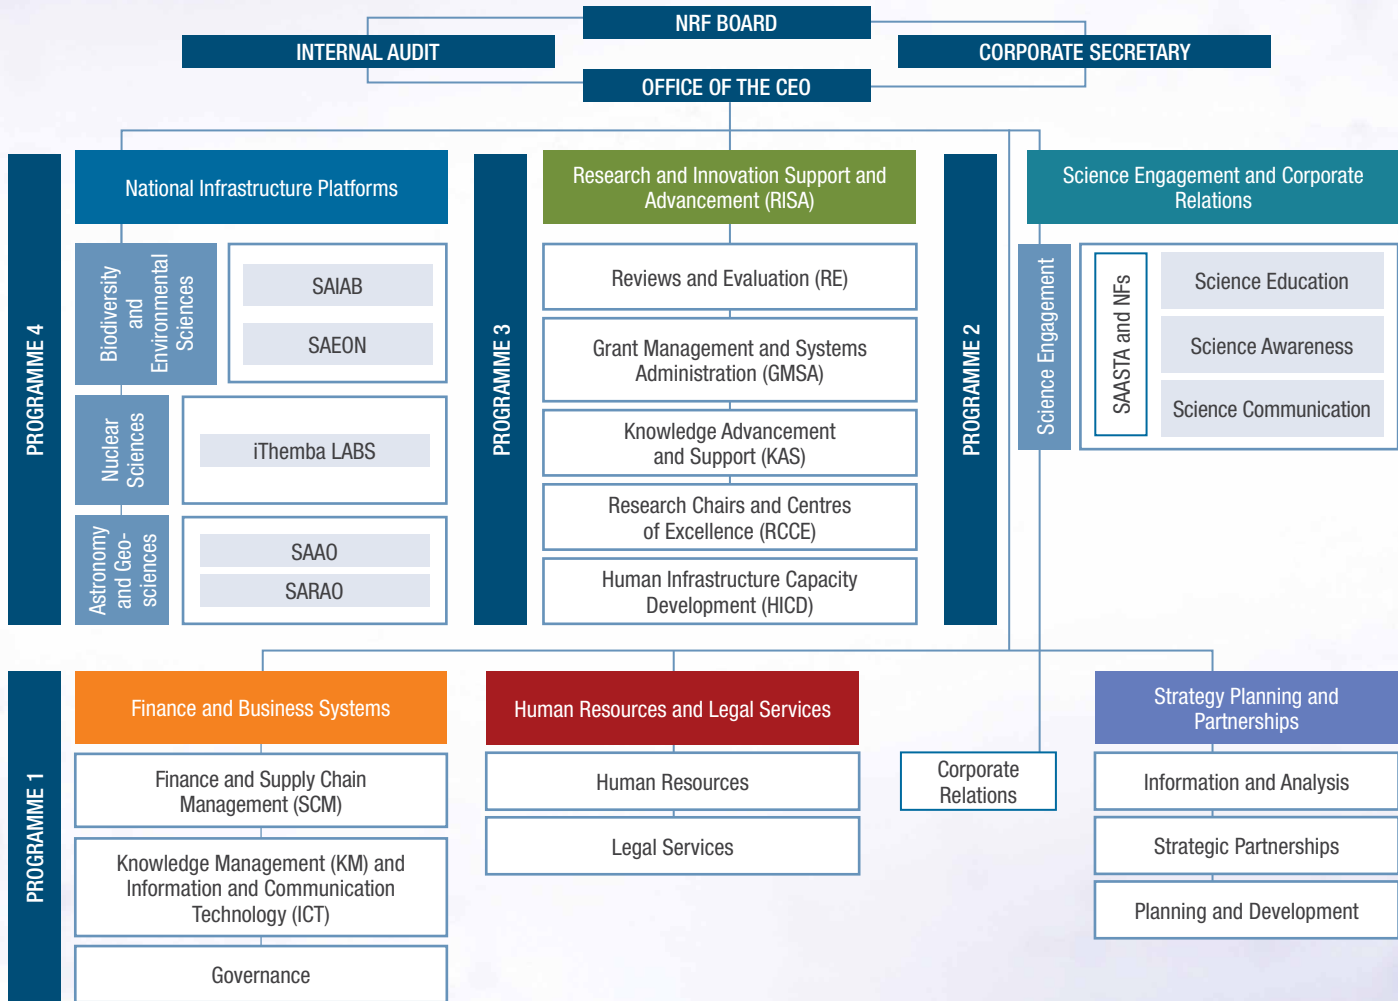 NRF BOARD
INTERNAL AUDIT
CORPORATE SECRETARY
OFFICE OF THE CEO
PROGRAMME 4
National Infrastructure Platforms
Biodiversity
and
Environmental
Sciences
SAIAB
SAEON
Nuclear
Sciences
iThemba LABS
Astronomy
and Geo-
sciences
SAAO
SARAO
PROGRAMME 3
Research and Innovation Support and
Advancement (RISA)
Reviews and Evaluation (RE)
Grant Management and Systems
Administration (GMSA)
Knowledge Advancement
and Support (KAS)
Research Chairs and Centres
of Excellence (RCCE)
Human Infrastructure Capacity
Development (HICD)
PROGRAMME 2
Science Engagement and Corporate
Relations
Science Engagement
SAASTA and NFs
Science Education
Science Awareness
Science Communication
PROGRAMME 1
Finance and Business Systems
Finance and Supply Chain
Management (SCM)
Knowledge Management (KM) and
Information and Communication
Technology (ICT)
Governance
Human Resources and Legal Services
Human Resources
Legal Services
Corporate
Relations
Strategy Planning and
Partnerships
Information and Analysis
Strategic Partnerships
Planning and Development